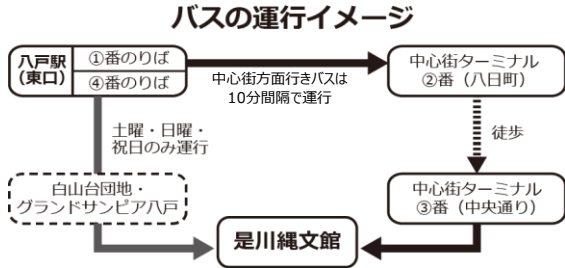 バスの運行イメージ
八戸駅
（東口）
①番のりば
④番のりば
中心街方面行きバスは
10分間隔で運行
中心街ターミナル
②番（八日町）
土曜・日曜・
祝日のみ運行
徒歩
白山台団地・
グランドサンピア八戸
中心街ターミナル
③番（中央通り）
是川縄文館